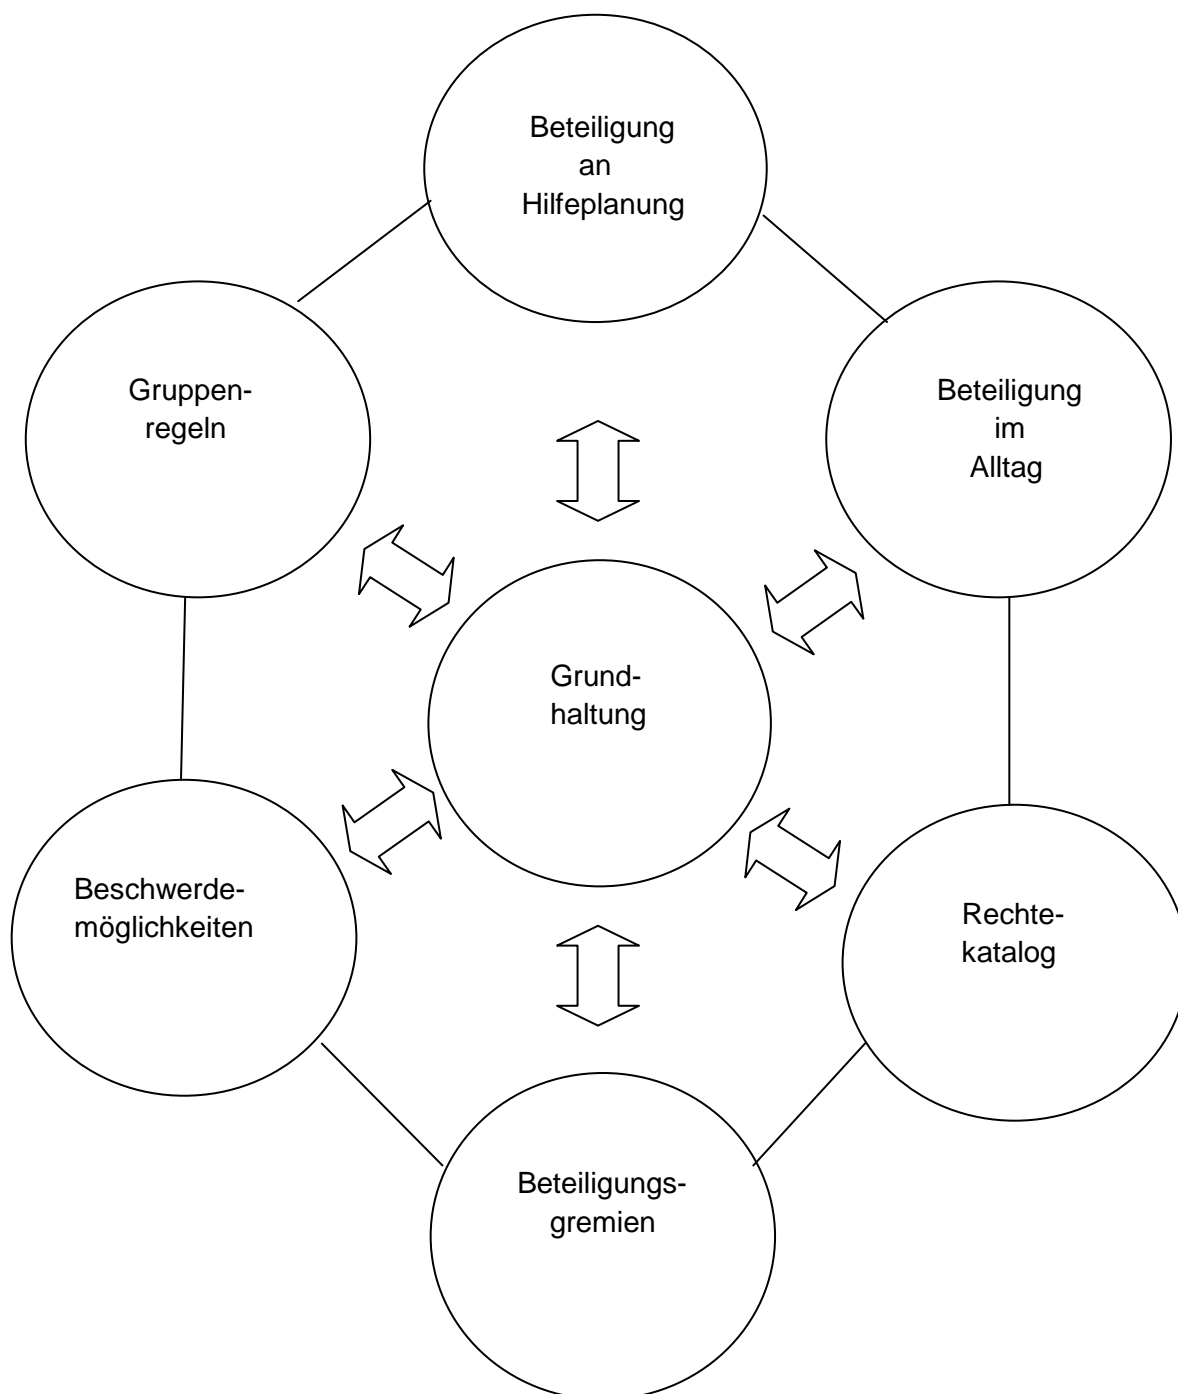 Beteiligung
an
Hilfeplanung
Gruppen-
regeln
Beteiligung
im
Alltag
Grund-
haltung
Beschwerde-
möglichkeiten
Rechte-
katalog
Beteiligungs-
gremien